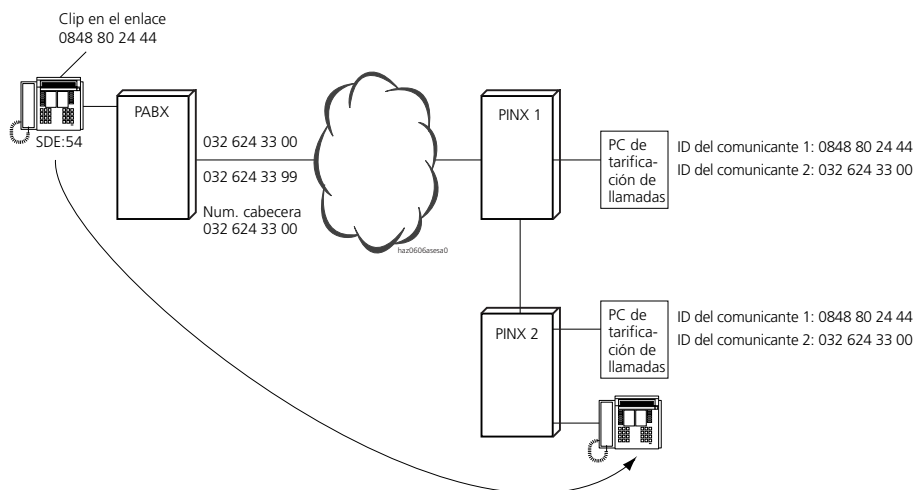 Clip en el enlace
0848 80 24 44
PABX
SDE:54
032 624 33 00
032 624 33 99
Num. cabecera
032 624 33 00
haz0606asesa0
PINX 1
PC de
tarifica-
ción de
llamadas
ID del comunicante 1: 0848 80 24 44
ID del comunicante 2: 032 624 33 00
PINX 2
PC de
tarifica-
ción de
llamadas
ID del comunicante 1: 0848 80 24 44
ID del comunicante 2: 032 624 33 00